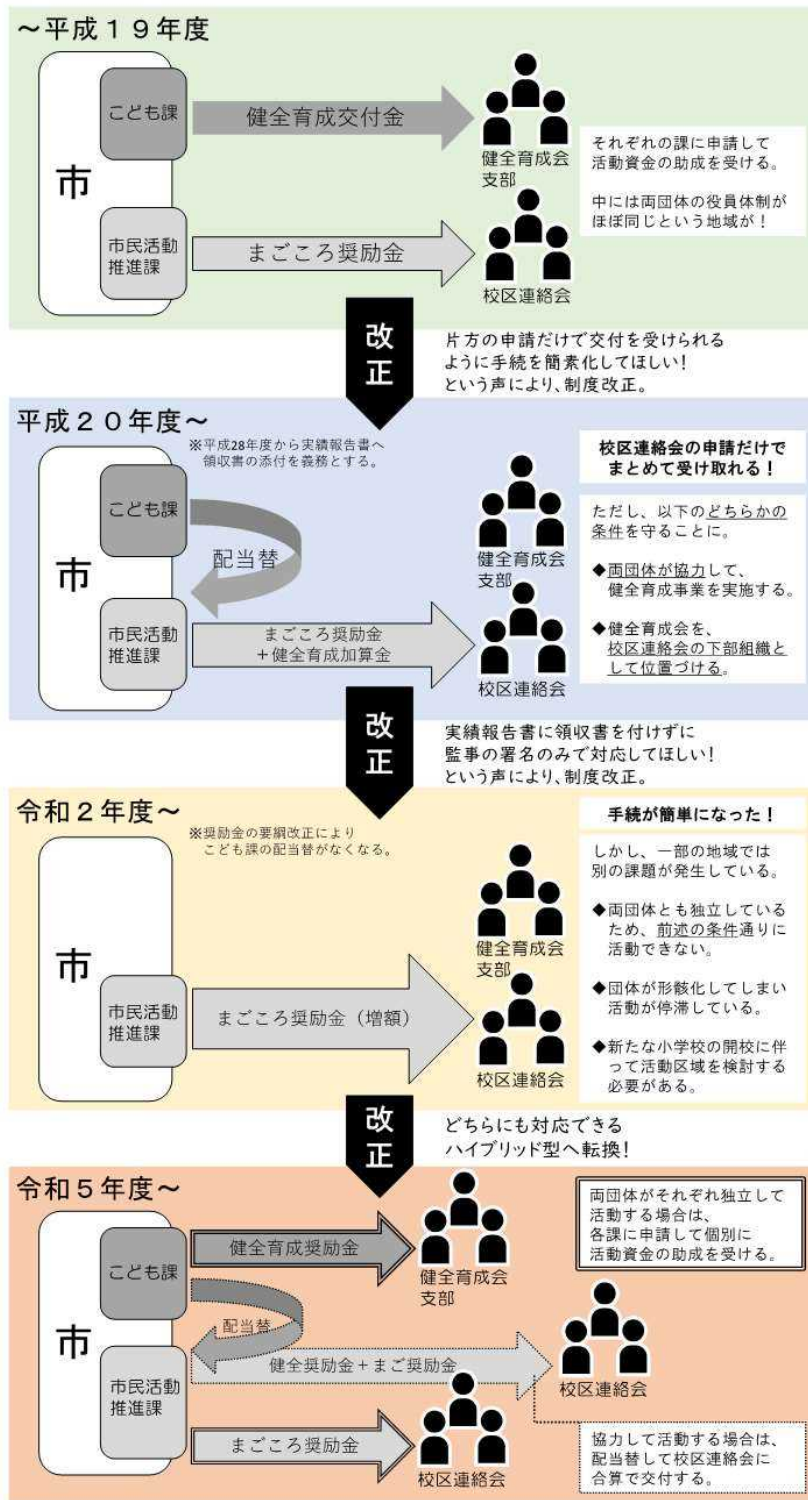 ～平成１９年度
市
こども課
健全育成交付金
健全育成会
支部
それぞれの課に申請して
活動資金の助成を受ける。
中には両団体の役員体制が
ほぼ同じという地域が！
市民活動
推進課
まごころ奨励金
校区連絡会
改正
片方の申請だけで交付を受けられる
ように手続を簡素化してほしい！
という声により、制度改正。
平成２０年度～
※平成28年度から実績報告書へ
領収書の添付を義務とする。
市
こども課
配当替
健全育成会
支部
市民活動
推進課
まごころ奨励金
＋健全育成加算金
校区連絡会
校区連絡会の申請だけで
まとめて受け取れる！
ただし、以下のどちらかの
条件を守ることに。
◆両団体が協力して、
健全育成事業を実施する。
◆健全育成会を、
校区連絡会の下部組織と
して位置づける。
改正
実績報告書に領収書を付けずに
監事の署名のみで対応してほしい！
という声により、制度改正。
令和２年度～
※奨励金の要綱改正により
こども課の配当替がなくなる。
市
健全育成会
支部
市民活動
推進課
まごころ奨励金（増額）
校区連絡会
手続が簡単になった！
しかし、一部の地域では
別の課題が発生している。
◆両団体とも独立している
ため、前述の条件通りに
活動できない。
◆団体が形骸化してしまい
活動が停滞している。
◆新たな小学校の開校に伴
って活動区域を検討する
必要がある。
改正
どちらにも対応できる
ハイブリッド型へ転換！
令和５年度～
市
こども課
健全育成奨励金
健全育成会
支部
両団体がそれぞれ独立して
活動する場合は、
各課に申請して個別に
活動資金の助成を受ける。
配当替
健全奨励金＋まご奨励金
校区連絡会
市民活動
推進課
まごころ奨励金
校区連絡会
協力して活動する場合は、
配当替して校区連絡会に
合算で交付する。